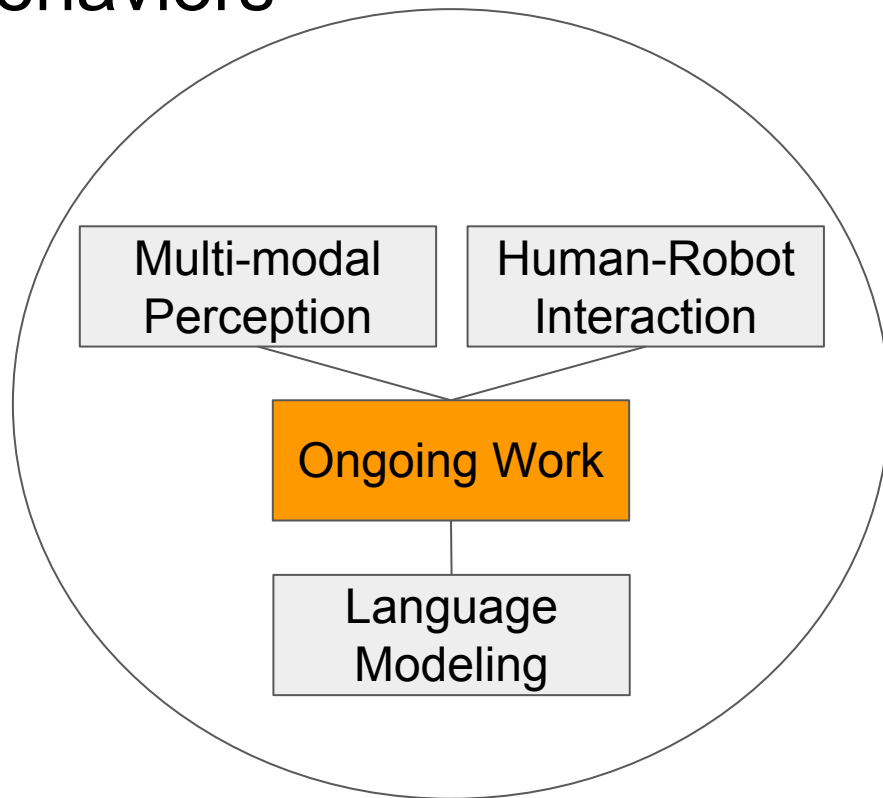 Multi-modal
Perception
Human-Robot
Interaction
Ongoing Work
Language
Modeling